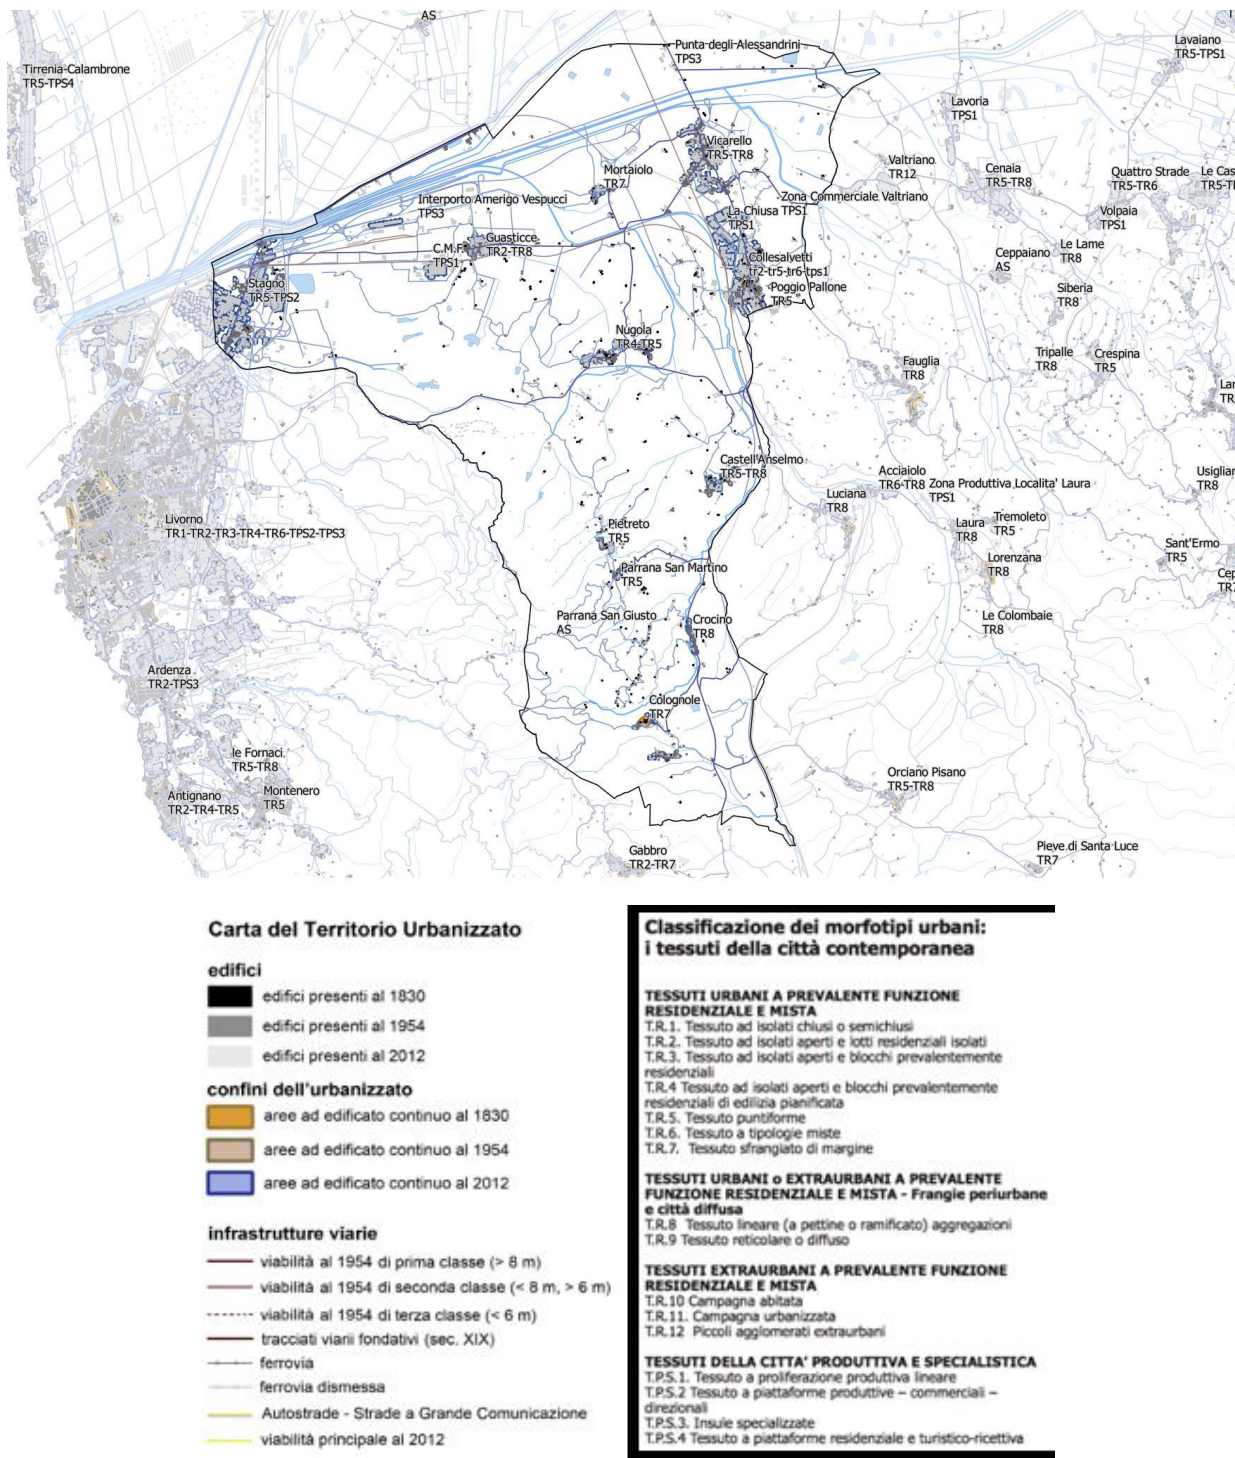 AS
Punta degli Alessandrini
TPS3
Lavaiano
TR5-TPS1
Tirrenia-Calambrone
TR5-TPS4
Lavoria
TPS1
Vicarello
TR5-TR8
Valtriano
TR12
Cenaia
TR5-TR8
Quattro Strade
TR5-TR6
Mortaiolo
TR7
Interporto Amerigo Vespucci
TPS3
Zona Commerciale Valtriano
La Chiusa TPS1
TPS1
Volpaia
TPS1
Guasticce
TR2-TR8
C.M.F.
TPS1
Le Lame
TR8
Ceppaiano
AS
Collesalvetti
tr2-tr5-tr6-tps1
Poggio Pallone
TR5
Siberia
TR8
Stagno
TR5-TPS2
Nugola
TR4-TR5
Fauglia
TR8
Tripalle
TR8
Crespina
TR5
Castell'Anselmo
TR5-TR8
Acciaiolo
TR6-TR8
Zona Produttiva Localita' Laura
TPS1
TR8
Luciana
TR8
Livorno
TR1-TR2-TR3-TR4-TR6-TPS2-TPS3
Pietreto
TR5
Laura
TR8
Tremoleto
TR5
Sant'Ermo
TR5
Lorenzana
TR8
Parrana San Martino
TR5
Parrana San Giusto
AS
Crocino
TR8
Le Colombaie
TR8
Ardenza
TR2-TPS3
Colognole
TR7
le Fornaci
TR5-TR8
Antignano
TR2-TR4-TR5
Montenero
TR5
Orciano Pisano
TR5-TR8
Gabbro
TR2-TR7
Pieve di Santa Luce
TR7
Carta del Territorio Urbanizzato
edifici
edifici presenti al 1830
edifici presenti al 1954
edifici presenti al 2012
confini dell'urbanizzato
aree ad edificato continuo al 1830
aree ad edificato continuo al 1954
aree ad edificato continuo al 2012
infrastrutture viarie
viabilità al 1954 di prima classe (> 8 m)
viabilità al 1954 di seconda classe (< 8 m, > 6 m)
viabilità al 1954 di terza classe (< 6 m)
tracciati viarii fondativi (sec. XIX)
ferrovia
ferrovia dismessa
Autostrade - Strade a Grande Comunicazione
viabilità principale al 2012
Classificazione dei morfotipi urbani:
i tessuti della città contemporanea
TESSUTI URBANI A PREVALENTE FUNZIONE
RESIDENZIALE E MISTA
T.R.1. Tessuto ad isolati chiusi o semichiusi
T.R.2. Tessuto ad isolati aperti e lotti residenziali isolati
T.R.3. Tessuto ad isolati aperti e blocchi prevalentemente
residenziali
T.R.4 Tessuto ad isolati aperti e blocchi prevalentemente
residenziali di edilizia pianificata
T.R.5. Tessuto puntiforme
T.R.6. Tessuto a tipologie miste
T.R.7. Tessuto sfrangiato di margine
TESSUTI URBANI o EXTRAURBANI A PREVALENTE
FUNZIONE RESIDENZIALE E MISTA - Frangie periurbane
e città diffusa
T.R.8 Tessuto lineare (a pettine o ramificato) aggregazioni
T.R.9 Tessuto reticolare o diffuso
TESSUTI EXTRAURBANI A PREVALENTE FUNZIONE
RESIDENZIALE E MISTA
T.R.10 Campagna abitata
T.R.11. Campagna urbanizzata
T.R.12 Piccoli agglomerati extraurbani
TESSUTI DELLA CITTA' PRODUTTIVA E SPECIALISTICA
T.P.S.1. Tessuto a proliferazione produttiva lineare
T.P.S.2 Tessuto a piattaforme produttive – commerciali –
direzionali
T.P.S.3. Insule specializzate
T.P.S.4 Tessuto a piattaforme residenziale e turistico-ricettiva